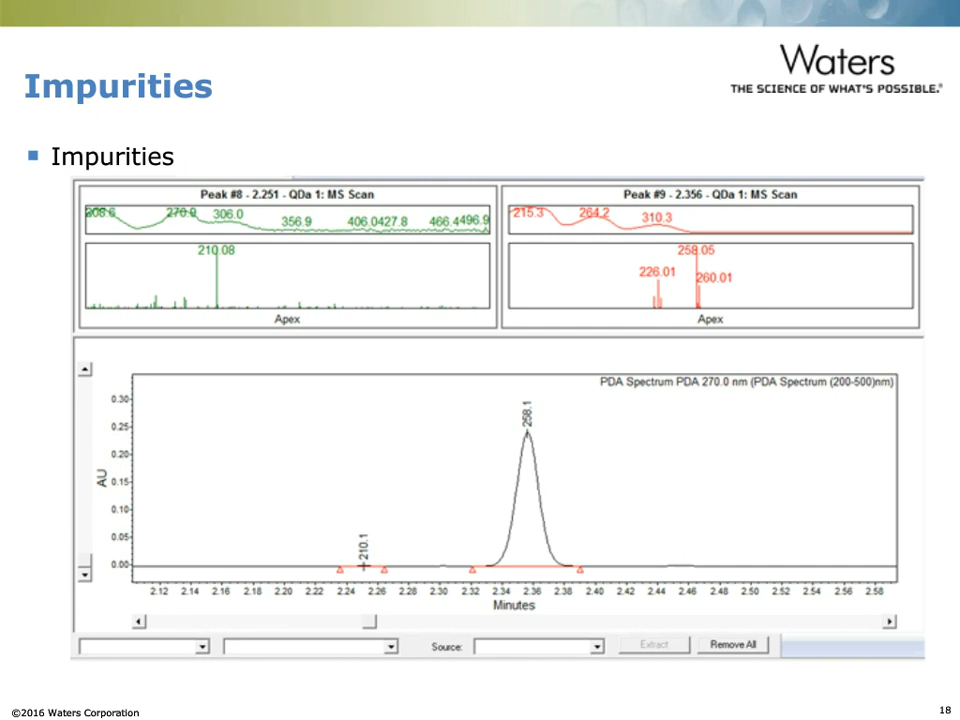 Impurities
Waters
THE SCIENCE OF WHAT'S POSSIBLE.®
Impurities
Peak #8 - 2.251 - QDa 1: MS Scan
208.6 270.9 306.0 356.9 406.0 427.8 466.4 496.9
210.08
Apex
Peak #9 - 2.356 - QDa 1: MS Scan
215.3 264.2 310.3
258.05
226.01
260.01
Apex
PDA Spectrum PDA 270.0 nm (PDA Spectrum (200-500)nm)
258.1
210.1
AU
0.30
0.25
0.20
0.15
0.10
0.05
0.00
2.12 2.14 2.16 2.18 2.20 2.22 2.24 2.26 2.28 2.30 2.32 2.34 2.36 2.38 2.40 2.42 2.44 2.46 2.48 2.50 2.52 2.54 2.56 2.58
Minutes
Source: Extract Remove All
©2016 Waters Corporation
18